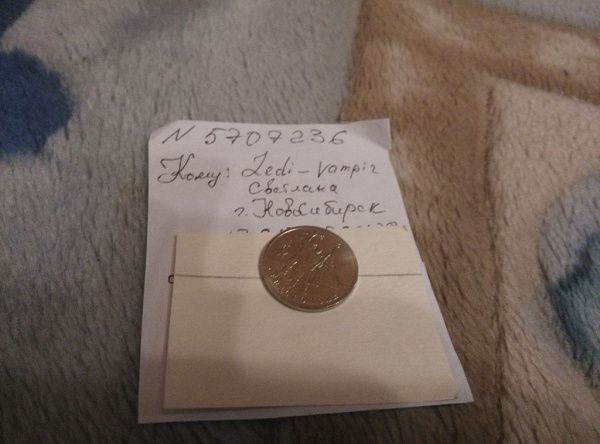 N 5707236
Кому: Ledi-Vampir
Светлана
г. Новосибирск